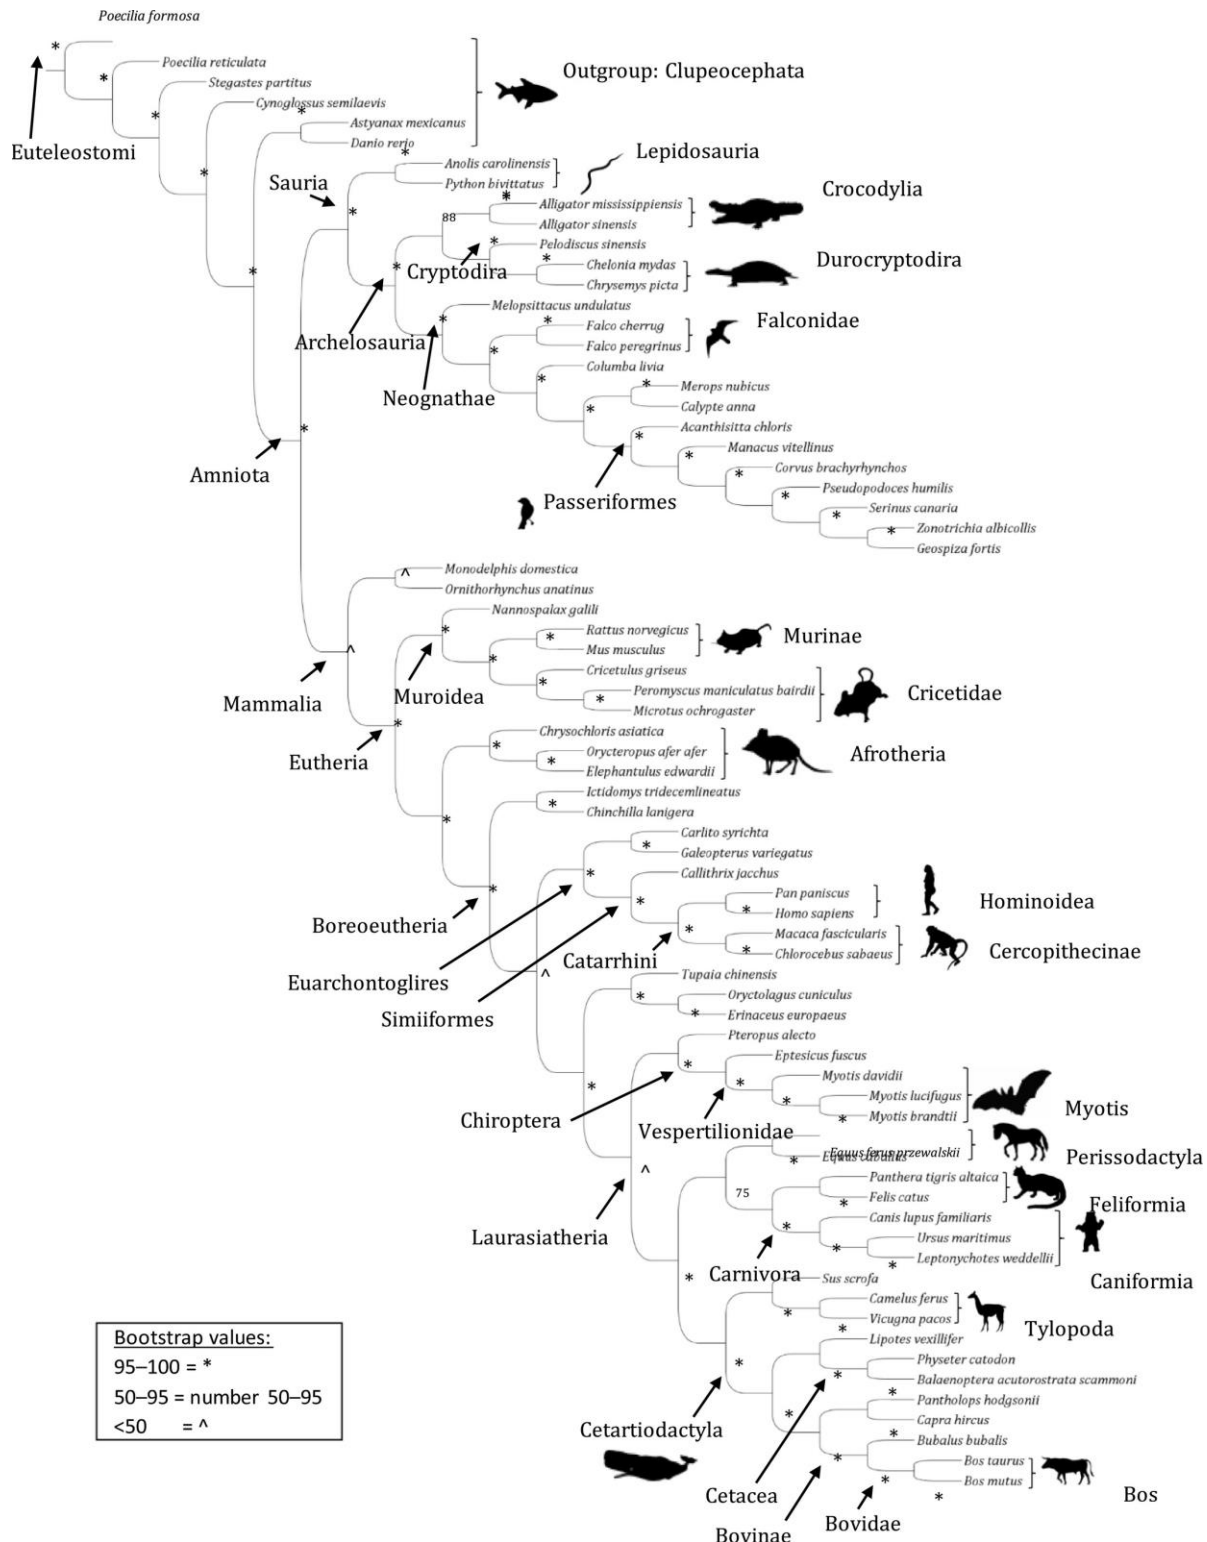 Poecilia formosa
*
Poecilia reticulata
*
Stegastes partitus
Outgroup: Clupeocephata
Cynoglossus semilaevis
*
*
Astyanax mexicanus
Danio rerio
Euteleostomi
*
Lepidosauria
Anolis carolinensis
*
Sauria
Python bivittatus
Crocodylia
*
Alligator mississippiensis
*
88
Alligator sinensis
*
Pelodiscus sinensis
*
Chelonia mydas
Durocryptodira
*
*
Cryptodira
Chrysemys picta
Melopsittacus undulatus
*
*
Falco cherrug
Falconidae
Archelosauria
Falco peregrinus
*
Columba livia
*
Merops nubicus
*
Neognathae
Calypte anna
*
Acanthisitta chloris
*
*
Manacus vitellinus
*
Amniota
Corvus brachyrhynchos
*
Pseudopodoces humilis
*
Passeriformes
Serinus canaria
*
Zonotrichia albicollis
*
Geospiza fortis
Monodelphis domestica
^
Ornithorhynchus anatinus
Nannospalax galili
Rattus norvegicus
*
*
Murinae
Mus musculus
^
*
Cricetulus griseus
*
Peromyscus maniculatus bairdii
*
Cricetidae
Muroidea
Mammalia
Microtus ochrogaster
*
Chrysochloris asiatica
*
Orycteropus afer afer
Afrotheria
Eutheria
*
Elephantulus edwardii
Ictidomys tridecemlineatus
*
Chinchilla lanigera
*
Carlito syrichta
*
Galeopterus variegatus
Callithrix jacchus
*
Pan paniscus
*
Hominoidea
*
Homo sapiens
*
Boreoeutheria
*
Macaca fascicularis
Cercopithecinae
*
Chlorocebus sabaeus
Catarrhini
^
Tupaia chinensis
Euarchontoglires
*
Oryctolagus cuniculus
Simiiformes
*
Erinaceus europaeus
Pteropus alecto
Eptesicus fuscus
*
Myotis davidii
*
*
Myotis lucifugus
*
Myotis
Chiroptera
Myotis brandtii
*
Vespertilionidae
Equus ferus przewalskii
Equus caballus
*
Perissodactyla
^
Panthera tigris altaica
75
Felis catus
*
Feliformia
Canis lupus familiaris
*
Laurasiatheria
Ursus maritimus
*
Leptonychotes weddellii
*
Carnivora
Sus scrofa
*
Caniformia
Camelus ferus
*
Vicugna pacos
*
Tylopoda
Lipotes vexillifer
*
Physeter catodon
*
Balaenoptera acutorostrata scammoni
*
Pantholops hodgsonii
*
Capra hircus
*
Cetartiodactyla
Bubalus bubalis
*
Bos taurus
*
Bos mutus
*
Cetacea
Bos
Bovidae
Bovinae
Bootstrap values:
95–100 = *
50–95 = number 50–95
<50 = ^